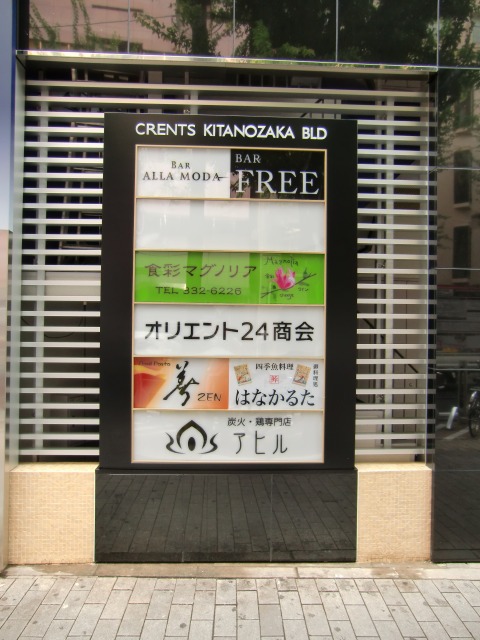 CRENTS KITANOZAKA BLD
BAR
ALLA MODA
BAR
FREE
食彩マグノリア
TEL 332-6226
オリエント24商会
善
ZEN
四季魚料理
はなかるた
炭火・鶏専門店
アヒル